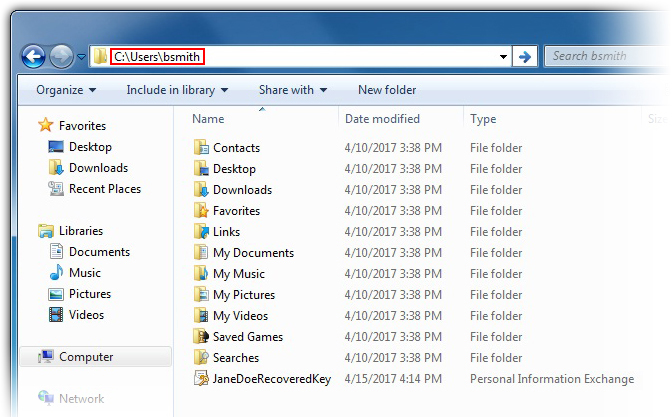 C:\Users\bsmith
Search bsmith
Organize Include in library Share with New folder
Favorites
Desktop
Downloads
Recent Places
Libraries
Documents
Music
Pictures
Videos
Computer
Network
Name Date modified Type Size
Contacts 4/10/2017 3:38 PM File folder
Desktop 4/10/2017 3:38 PM File folder
Downloads 4/10/2017 3:38 PM File folder
Favorites 4/10/2017 3:38 PM File folder
Links 4/10/2017 3:38 PM File folder
My Documents 4/10/2017 3:38 PM File folder
My Music 4/10/2017 3:38 PM File folder
My Pictures 4/10/2017 3:38 PM File folder
My Videos 4/10/2017 3:38 PM File folder
Saved Games 4/10/2017 3:38 PM File folder
Searches 4/10/2017 3:38 PM File folder
JaneDoeRecoveredKey 4/15/2017 4:14 PM Personal Information Exchange